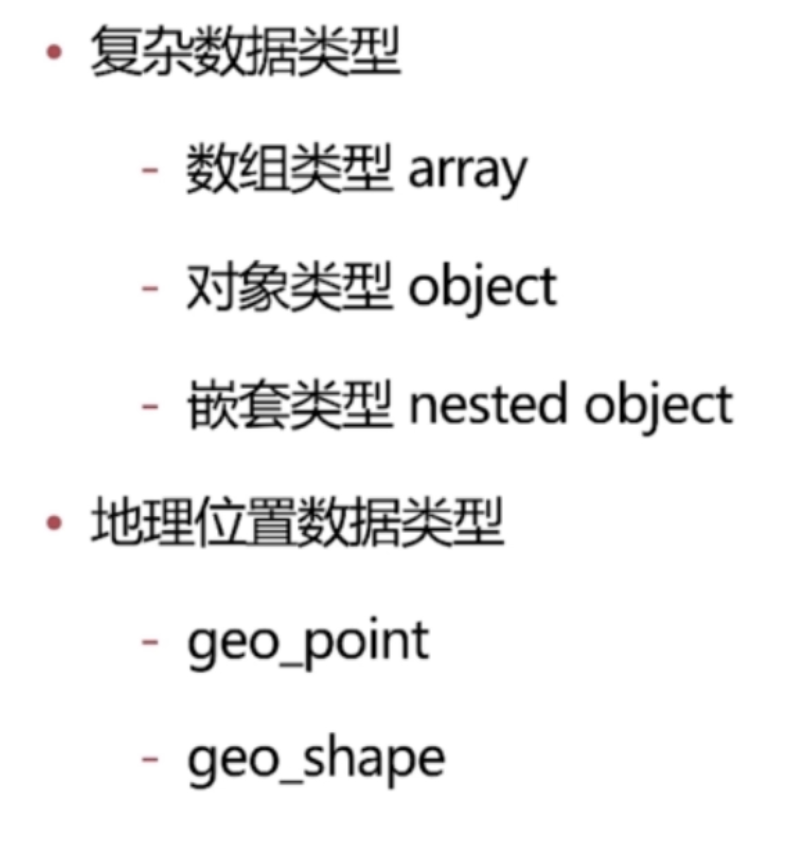 • 复杂数据类型
- 数组类型 array
- 对象类型 object
- 嵌套类型 nested object
• 地理位置数据类型
- geo_point
- geo_shape